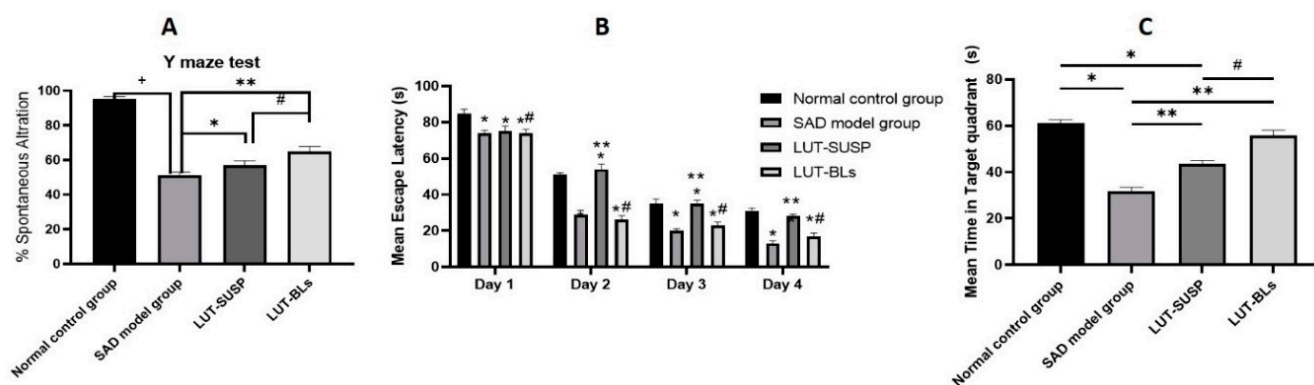 A
Y maze test
+
**
#
*
% Spontaneous Altration
100
80
60
40
20
0
Normal control group
SAD model group
LUT-SUSP
LUT-BLs
B
Mean Escape Latency (s)
100
80
60
40
20
0
Normal control group
SAD model group
LUT-SUSP
LUT-BLs
* * *#
**
*
*#
*
**
*
*#
*
**
*#
Day 1
Day 2
Day 3
Day 4
C
Mean Time in Target quadrant (s)
80
60
40
20
0
*
#
*
**
**
Normal control group
SAD model group
LUT-SUSP
LUT-BLs